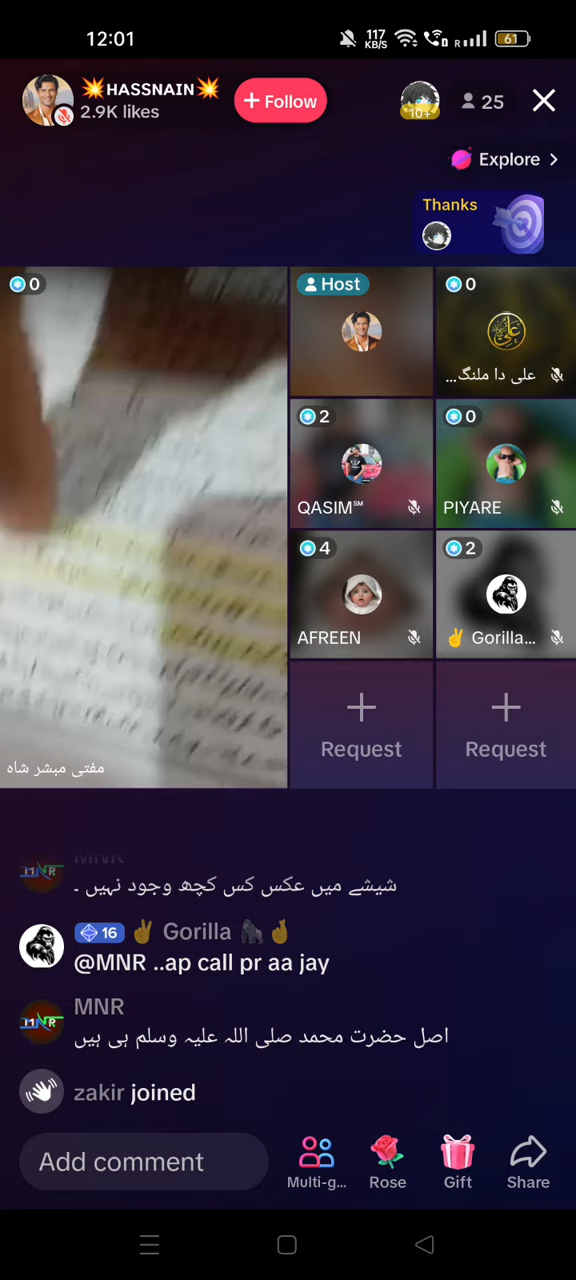 12:01
117
KB/S
R
61
💥HASSNAIN💥
2.9K likes
+ Follow
10+
25
Explore >
Thanks
0
Host
0
علی دا ملنگ...
2
QASIM℠
0
PIYARE
4
AFREEN
2
✌ Gorilla...
Request
Request
مفتی مبشر شاہ
MNR
شیشے میں عکس کس کچھ وجود نہیں ۔
16 ✌ Gorilla 🦍 🤞
@MNR ..ap call pr aa jay
MNR
اصل حضرت محمد صلی اللہ علیہ وسلم ہی ہیں
zakir joined
Add comment
Multi-g...
Rose
Gift
Share